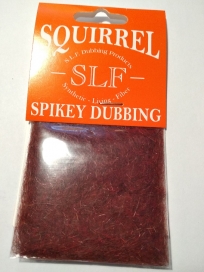 SQUIRREL
S.L.F. Dubbing Products
SLF
Synthetic - Living - Fibre
SPIKEY DUBBING